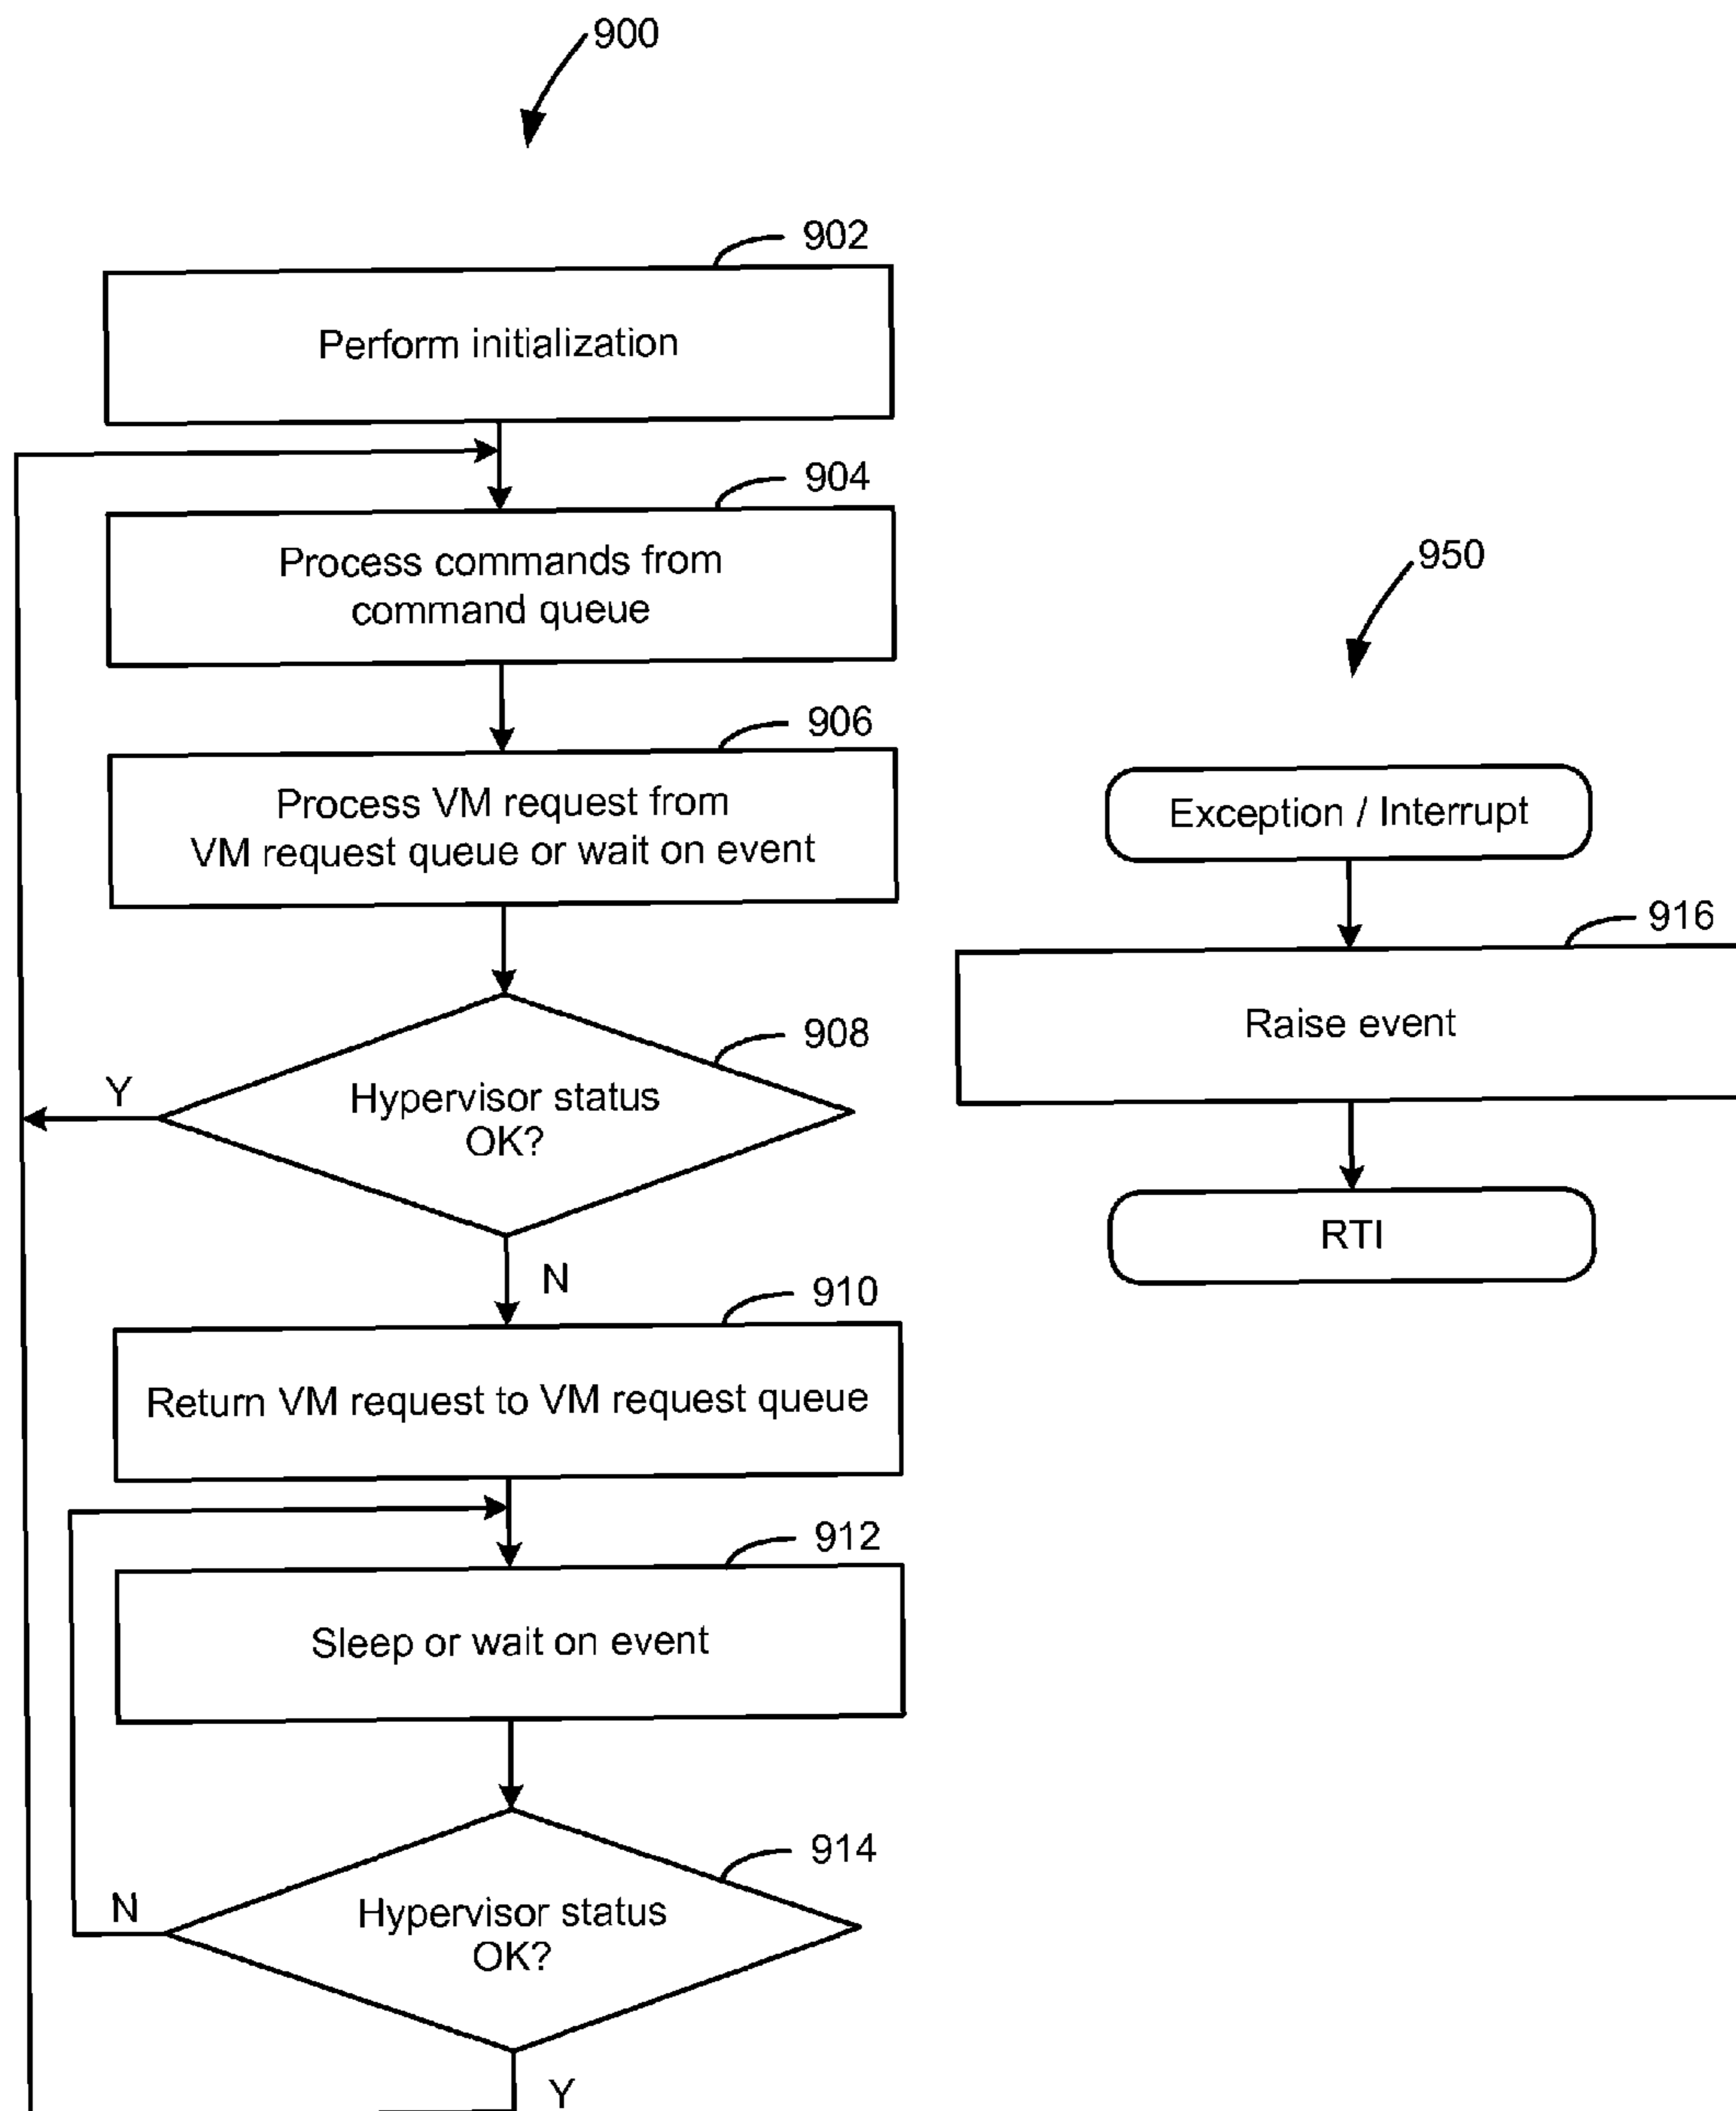 900
902
Perform initialization
904
Process commands from
command queue
906
Process VM request from
VM request queue or wait on event
908
Hypervisor status
OK?
Y
N
910
Return VM request to VM request queue
912
Sleep or wait on event
914
Hypervisor status
OK?
N
Y
950
Exception / Interrupt
916
Raise event
RTI